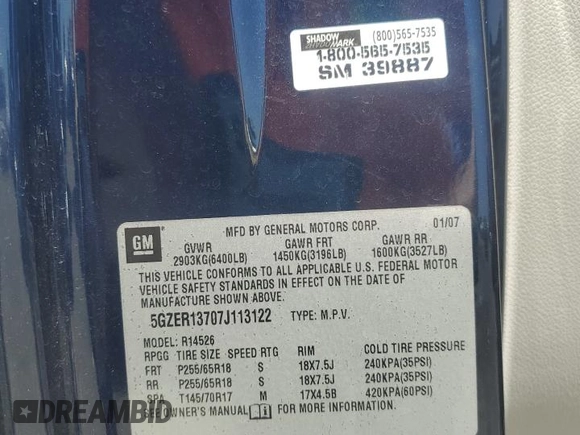 SHADOW MARK (800)565-7535
1-800-565-7535
SM 39887
GM
MFD BY GENERAL MOTORS CORP. 01/07
GVWR GAWR FRT GAWR RR
2903KG(6400LB) 1450KG(3196LB) 1600KG(3527LB)
THIS VEHICLE CONFORMS TO ALL APPLICABLE U.S. FEDERAL MOTOR
VEHICLE SAFETY STANDARDS IN EFFECT ON THE DATE OF
MANUFACTURE SHOWN ABOVE.
5GZER13707J113122 TYPE: M.P.V.
MODEL: R14526
RPGG TIRE SIZE SPEED RTG RIM COLD TIRE PRESSURE
FRT P255/65R18 S 18X7.5J 240KPA(35PSI)
RR P255/65R18 S 18X7.5J 240KPA(35PSI)
SPA T145/70R17 M 17X4.5B 420KPA(60PSI)
SEE OWNER'S MANUAL FOR MORE INFORMATION.
DREAMBID